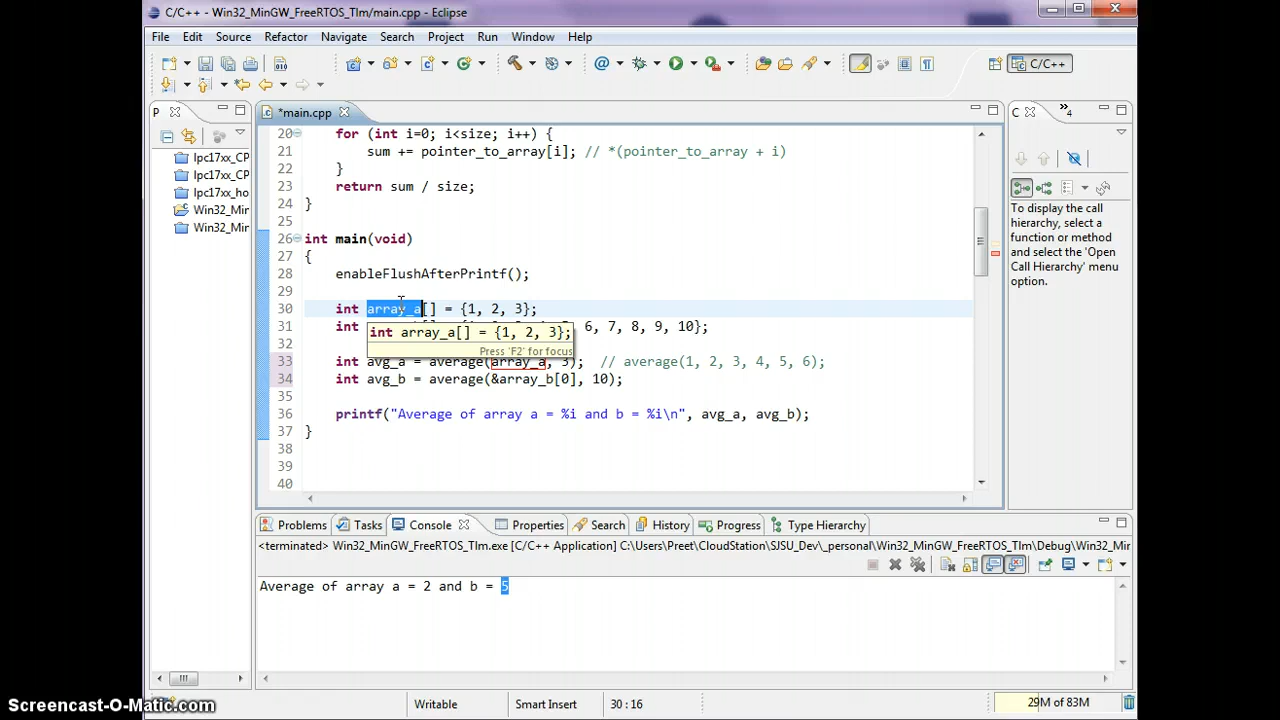 C/C++ - Win32_MinGW_FreeRTOS_Tlm/main.cpp - Eclipse
File Edit Source Refactor Navigate Search Project Run Window Help
C/C++
P
*main.cpp
C
4
lpc17xx_CP
lpc17xx_CP
lpc17xx_ho
Win32_Mir
Win32_Mir
20 for (int i=0; i<size; i++) {
21 sum += pointer_to_array[i]; // *(pointer_to_array + i)
22 }
23 return sum / size;
24 }
25
26 int main(void)
27 {
28 enableFlushAfterPrintf();
29
30 int array_a[] = {1, 2, 3};
31 int 6, 7, 8, 9, 10};
int array_a[] = {1, 2, 3};
Press 'F2' for focus
32
33 int avg_a = average(array_a, 3); // average(1, 2, 3, 4, 5, 6);
34 int avg_b = average(&array_b[0], 10);
35
36 printf("Average of array a = %i and b = %i\n", avg_a, avg_b);
37 }
38
39
40
To display the call
hierarchy, select a
function or method
and select the 'Open
Call Hierarchy' menu
option.
Problems Tasks Console Properties Search History Progress Type Hierarchy
<terminated> Win32_MinGW_FreeRTOS_Tlm.exe [C/C++ Application] C:\Users\Preet\CloudStation\SJSU_Dev\_personal\Win32_MinGW_FreeRTOS_Tlm\Debug\Win32_Mir
Average of array a = 2 and b = 5
Writable Smart Insert 30 : 16 29M of 83M
Screencast-O-Matic.com